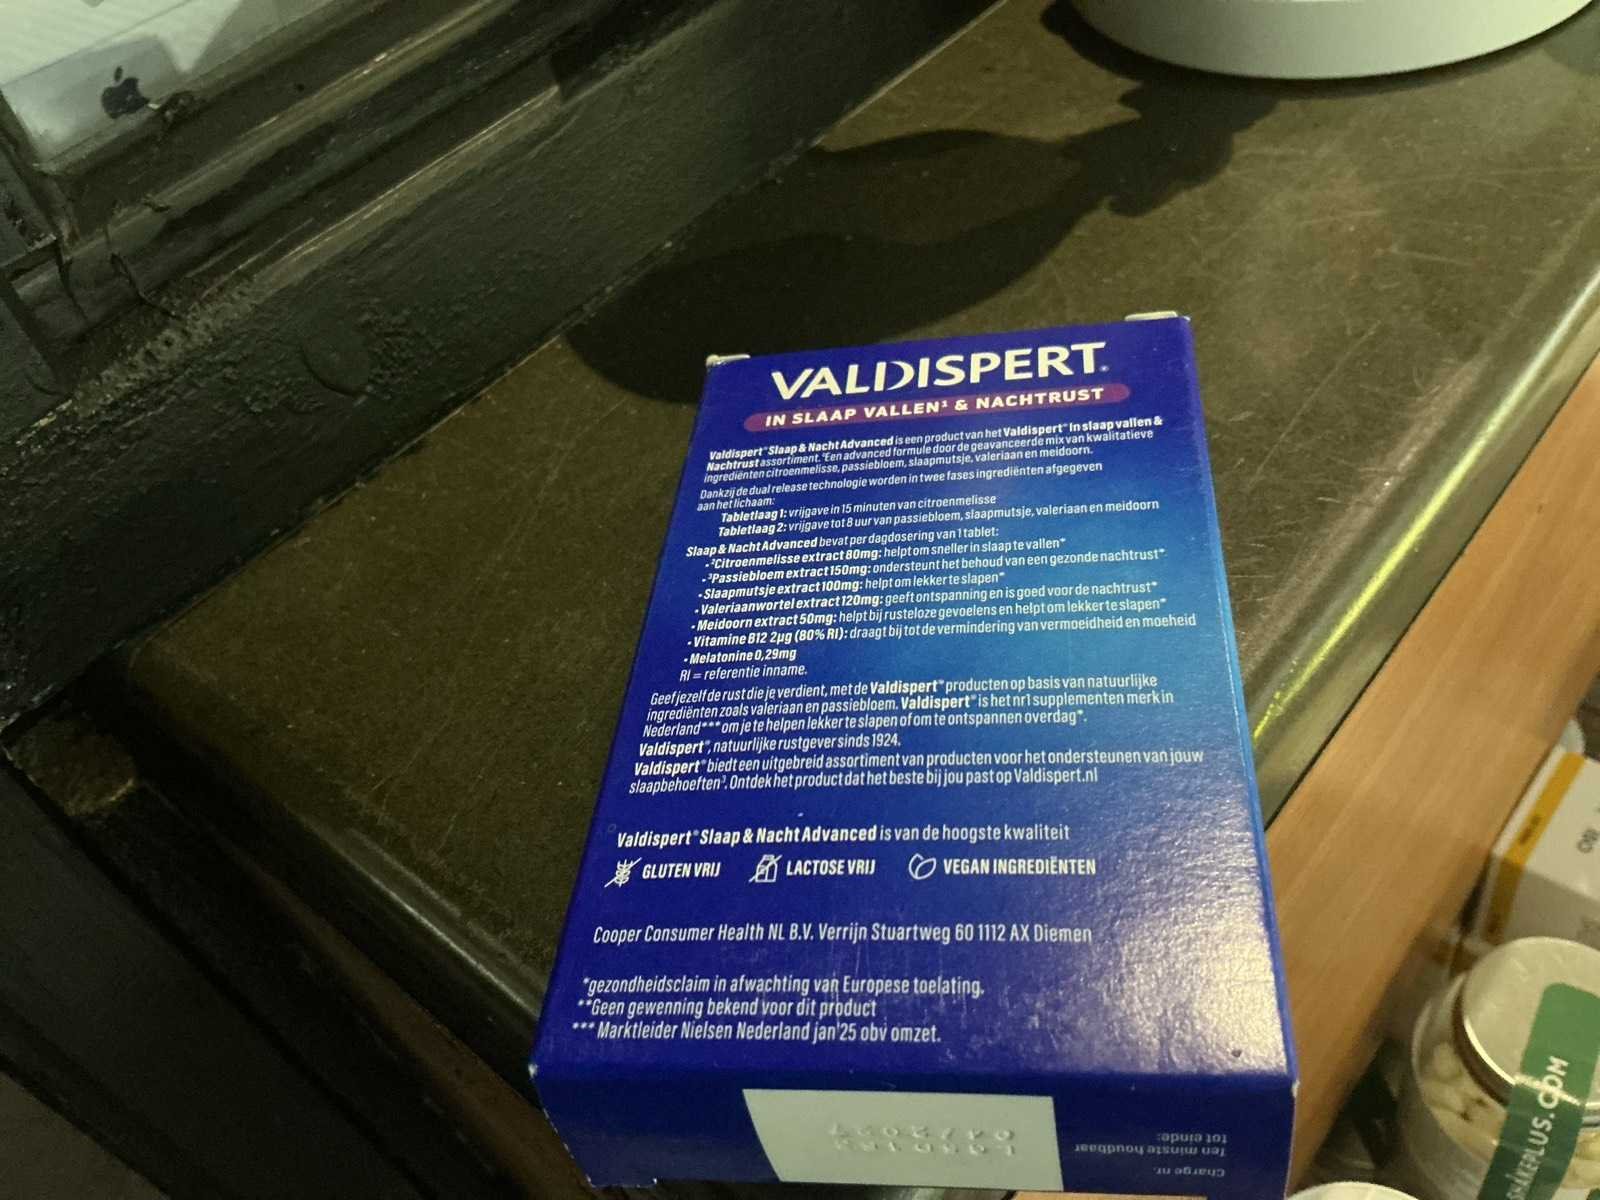 VALDISPERT®
IN SLAAP VALLEN¹ & NACHTRUST
Valdispert® Slaap & Nacht Advanced is een product van het Valdispert® In slaap vallen &
Nachtrust assortiment. Een advanced formule door de geavanceerde mix van kwalitatieve
ingrediënten citroenmelisse, passiebloem, slaapmutsje, valeriaan en meidoorn.
Dankzij de dual release technologie worden in twee fases ingrediënten afgegeven
aan het lichaam:
Tabletlaag 1: vrijgave in 15 minuten van citroenmelisse
Tabletlaag 2: vrijgave tot 8 uur van passiebloem, slaapmutsje, valeriaan en meidoorn
Slaap & Nacht Advanced bevat per dagdosering van 1 tablet:
• ²Citroenmelisse extract 80mg: helpt om sneller in slaap te vallen*
• ³Passiebloem extract 150mg: ondersteunt het behoud van een gezonde nachtrust*
• Slaapmutsje extract 100mg: helpt om lekker te slapen*
• Valeriaanwortel extract 120mg: geeft ontspanning en is goed voor de nachtrust*
• Meidoorn extract 50mg: helpt bij rusteloze gevoelens en helpt om lekker te slapen*
• Vitamine B12 2µg (80% RI): draagt bij tot de vermindering van vermoeidheid en moeheid
• Melatonine 0,29mg
RI = referentie inname.
Geef jezelf de rust die je verdient, met de Valdispert® producten op basis van natuurlijke
ingrediënten zoals valeriaan en passiebloem. Valdispert® is het nr1 supplementen merk in
Nederland*** om je te helpen lekker te slapen of om te ontspannen overdag*.
Valdispert®, natuurlijke rustgever sinds 1924.
Valdispert® biedt een uitgebreid assortiment van producten voor het ondersteunen van jouw
slaapbehoeften³. Ontdek het product dat het beste bij jou past op Valdispert.nl
Valdispert® Slaap & Nacht Advanced is van de hoogste kwaliteit
GLUTEN VRIJ LACTOSE VRIJ VEGAN INGREDIËNTEN
Cooper Consumer Health NL B.V. Verrijn Stuartweg 60 1112 AX Diemen
*gezondheidsclaim in afwachting van Europese toelating.
**Geen gewenning bekend voor dit product
*** Marktleider Nielsen Nederland jan'25 obv omzet.
Charge nr.
Ten minste houdbaar
tot einde:
PLUS.COM